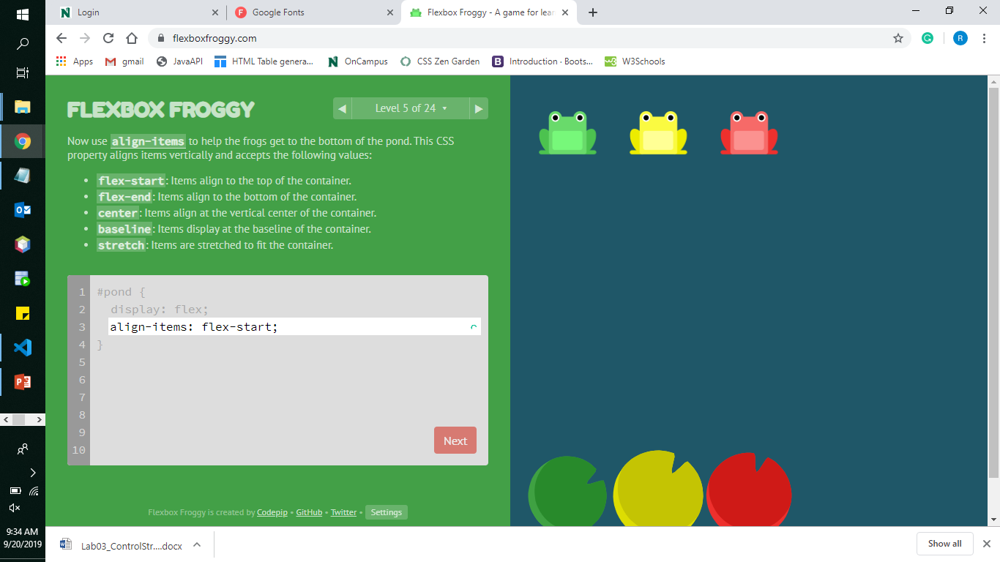 Login
Google Fonts
Flexbox Froggy - A game for lear
flexboxfroggy.com
R
Apps
gmail
JavaAPI
HTML Table genera...
OnCampus
CSS Zen Garden
Introduction · Boots...
W3Schools
FLEXBOX FROGGY
Level 5 of 24
Now use align-items to help the frogs get to the bottom of the pond. This CSS
property aligns items vertically and accepts the following values:
• flex-start: Items align to the top of the container.
• flex-end: Items align to the bottom of the container.
• center: Items align at the vertical center of the container.
• baseline: Items display at the baseline of the container.
• stretch: Items are stretched to fit the container.
1 #pond {
2 display: flex;
3 align-items: flex-start;
4 }
5
6
7
8
9
10
Next
Flexbox Froggy is created by Codepip • GitHub • Twitter • Settings
9:34 AM
9/20/2019
Lab03_ControlStr....docx
Show all